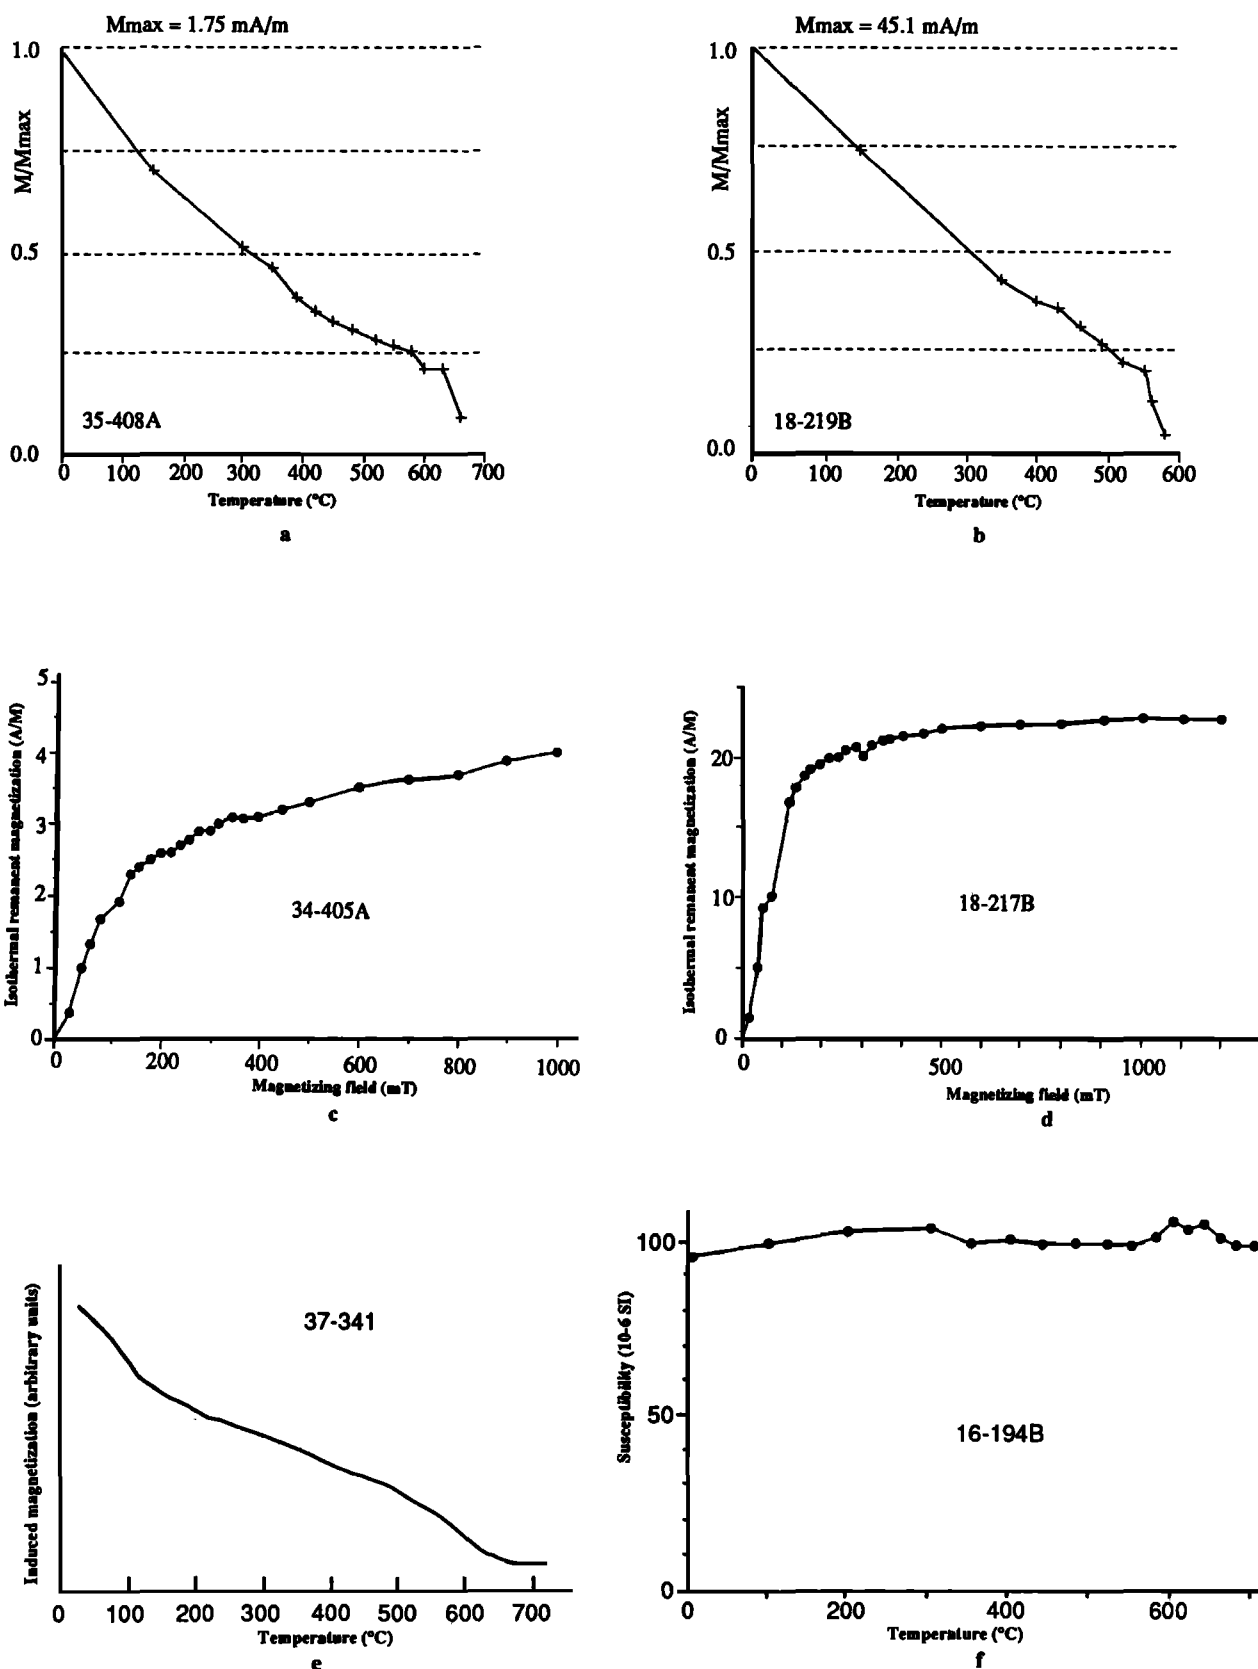 Mmax = 1.75 mA/m
1.0
M/Mmax
0.5
0.0
35-408A
0 100 200 300 400 500 600 700
Temperature (°C)
a
Mmax = 45.1 mA/m
1.0
M/Mmax
0.5
0.0
18-219B
0 100 200 300 400 500 600
Temperature (°C)
b
5
4
3
2
1
0
Isothermal remanent magnetization (A/M)
34-405A
0 200 400 600 800 1000
Magnetizing field (mT)
c
20
10
0
Isothermal remanent magnetization (A/M)
18-217B
0 500 1000
Magnetizing field (mT)
d
Induced magnetization (arbitrary units)
37-341
0 100 200 300 400 500 600 700
Temperature (°C)
e
100
50
0
Susceptibility (10-6 SI)
16-194B
0 200 400 600
Temperature (°C)
f